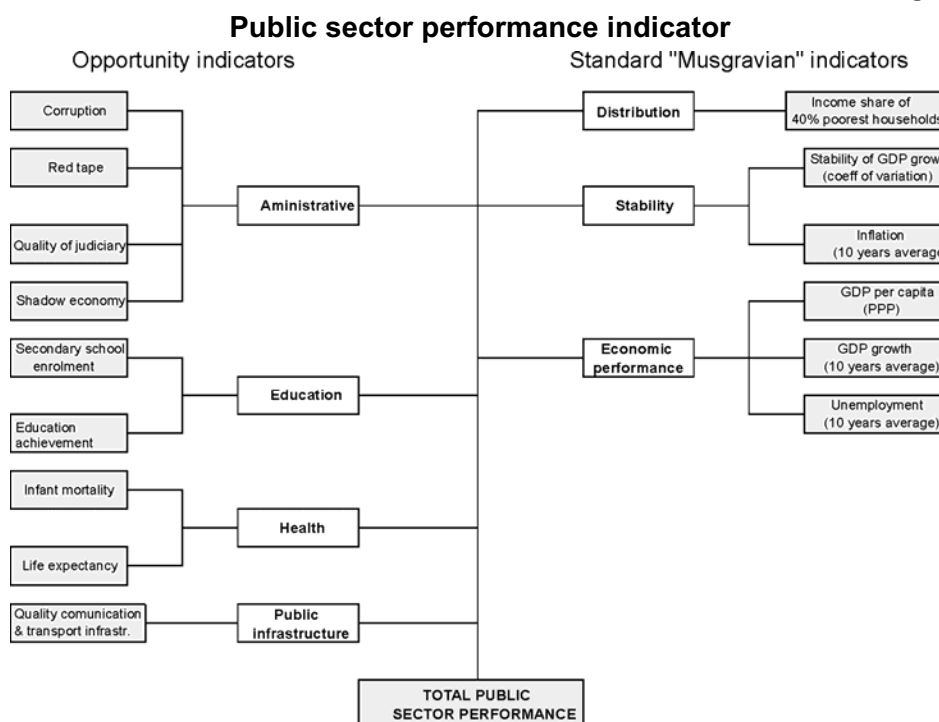 Public sector performance indicator
Opportunity indicators
Standard "Musgravian" indicators
Corruption
Red tape
Quality of judiciary
Shadow economy
Aministrative
Secondary school
enrolment
Education
achievement
Education
Infant mortality
Life expectancy
Health
Quality comunication
& transport infrastr.
Public
infrastructure
Distribution
Income share of
40% poorest households
Stability
Stability of GDP grow
(coeff of variation)
Inflation
(10 years average
Economic
performance
GDP per capita
(PPP)
GDP growth
(10 years average)
Unemployment
(10 years average)
TOTAL PUBLIC
SECTOR PERFORMANCE